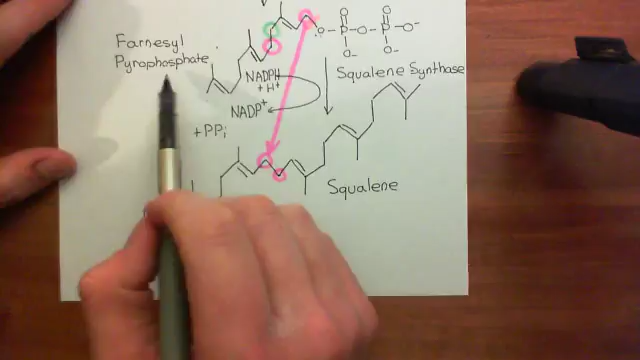 O O
O-P-O-P-O⁻
O⁻ O⁻
Farnesyl
Pyrophosphate
Squalene Synthase
NADPH
+ H⁺
NADP⁺
+ PPi
Squalene